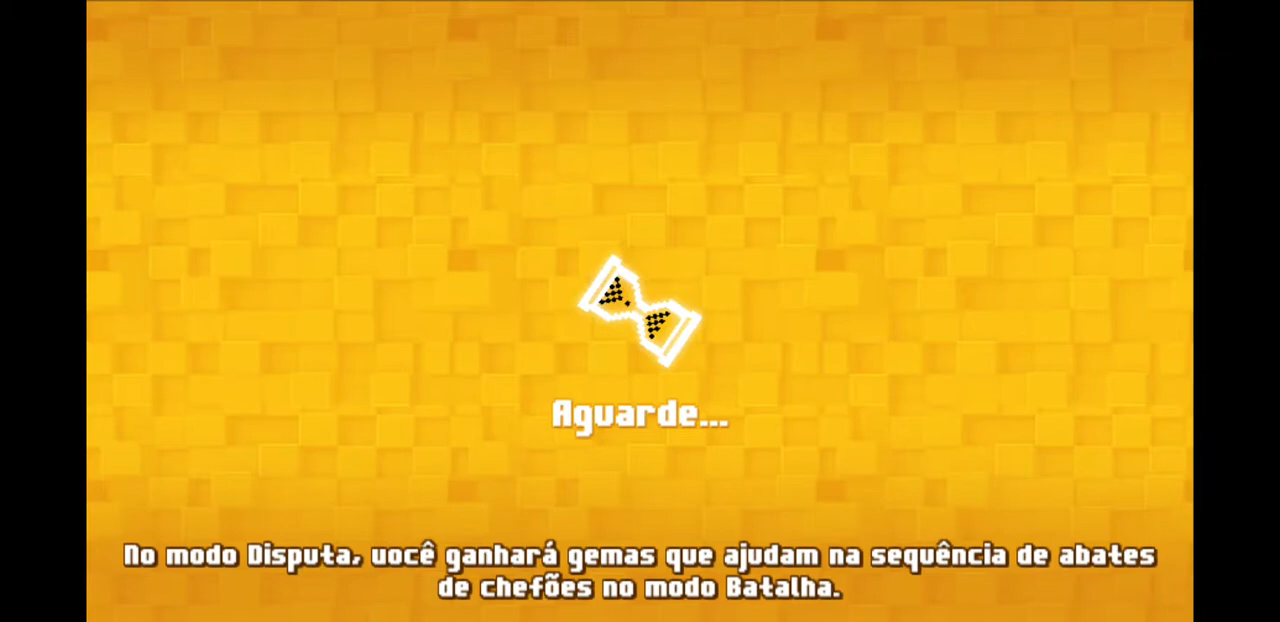 Aguarde...
No modo Disputa, você ganhará gemas que ajudam na sequência de abates
de chefões no modo Batalha.